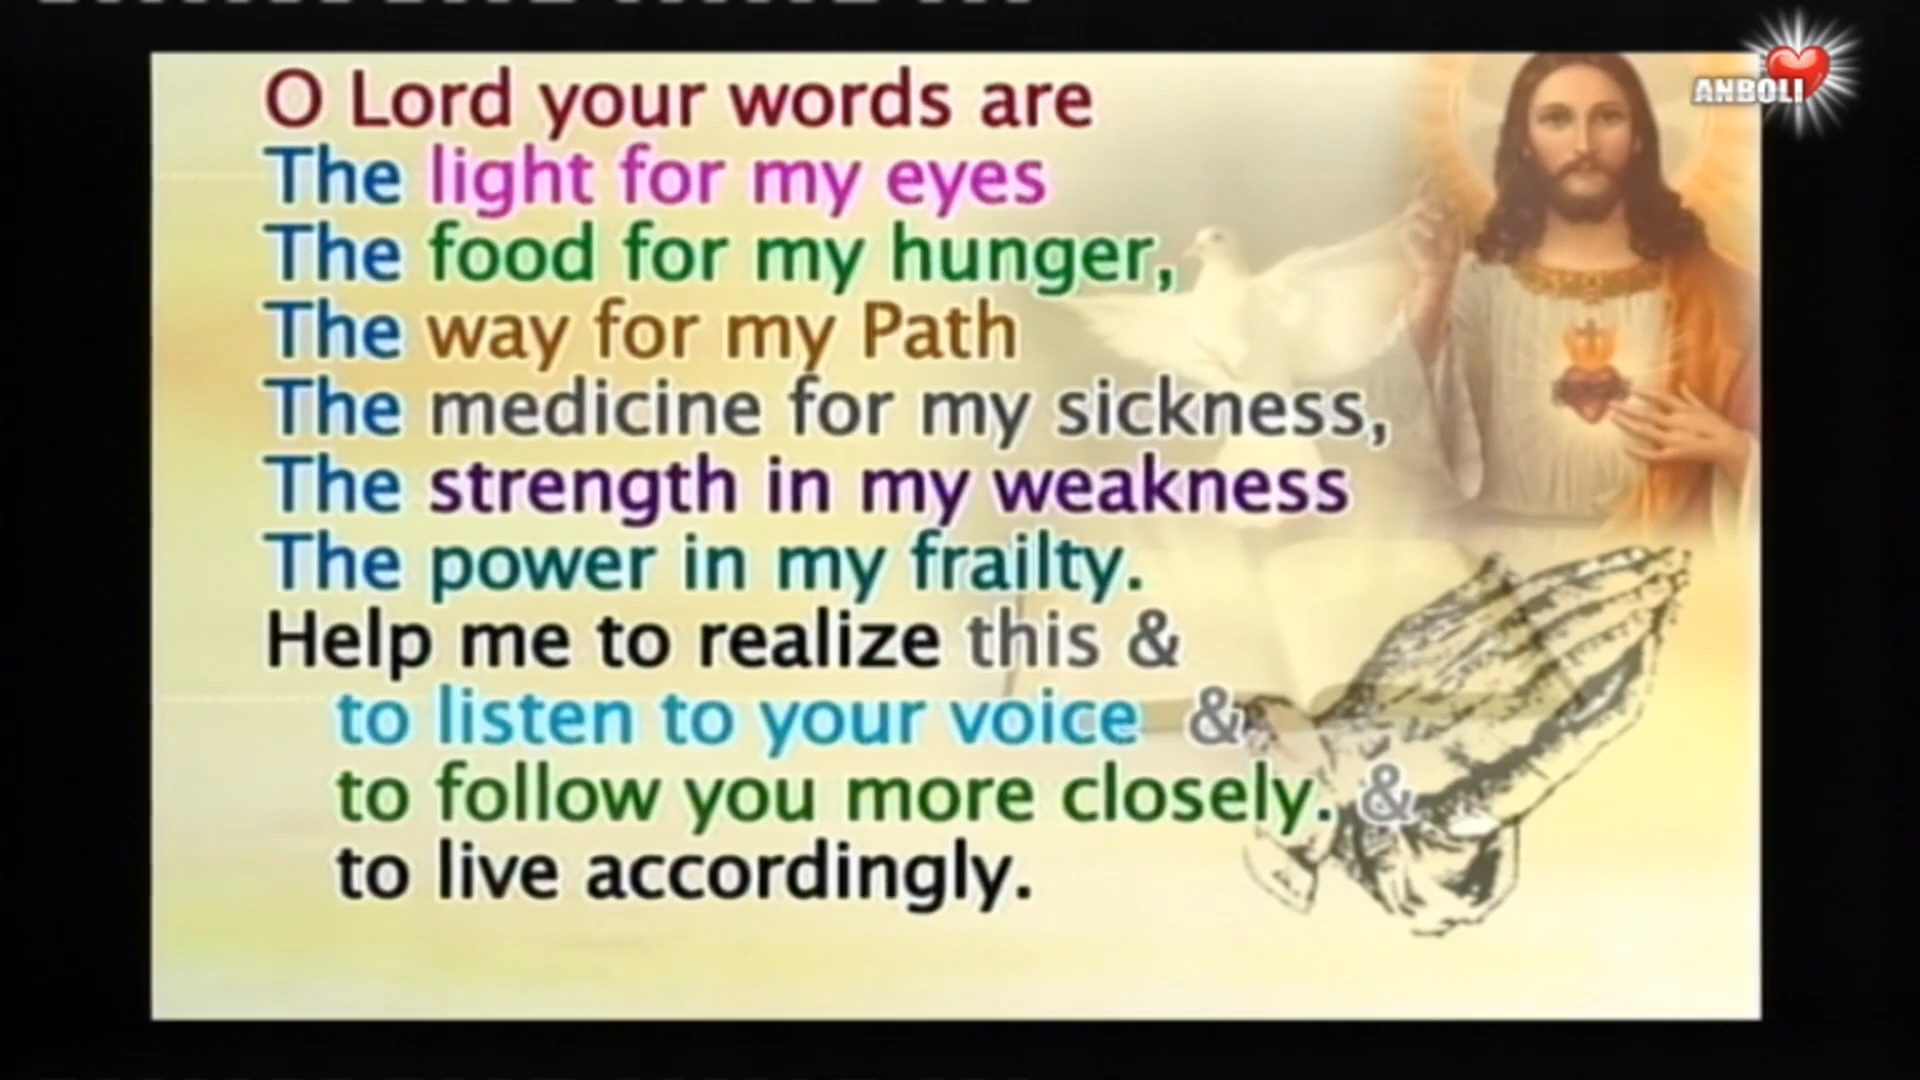 ANBOLI
O Lord your words are
The light for my eyes
The food for my hunger,
The way for my Path
The medicine for my sickness,
The strength in my weakness
The power in my frailty.
Help me to realize this &
to listen to your voice &
to follow you more closely. &
to live accordingly.